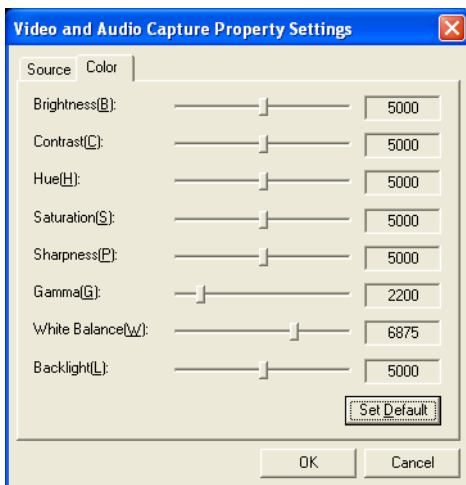 Video and Audio Capture Property Settings
Source Color
Brightness(B): 5000
Contrast(C): 5000
Hue(H): 5000
Saturation(S): 5000
Sharpness(P): 5000
Gamma(G): 2200
White Balance(W): 6875
Backlight(L): 5000
Set Default
OK Cancel